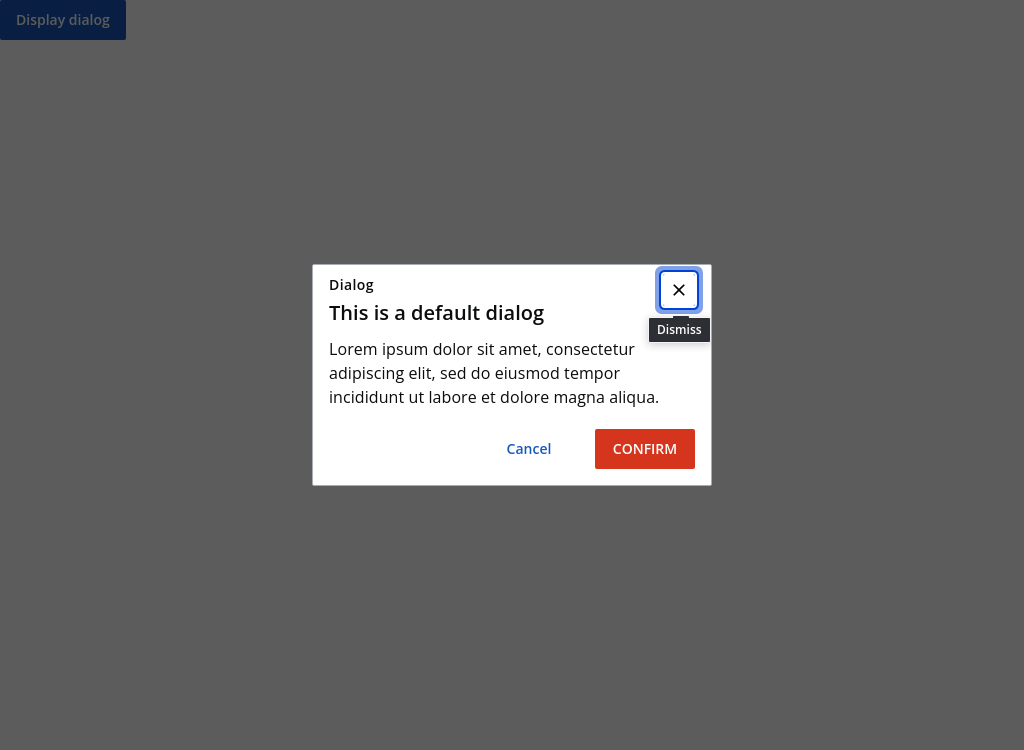 Display dialog
Dialog
This is a default dialog
Dismiss
Lorem ipsum dolor sit amet, consectetur
adipiscing elit, sed do eiusmod tempor
incididunt ut labore et dolore magna aliqua.
Cancel
CONFIRM